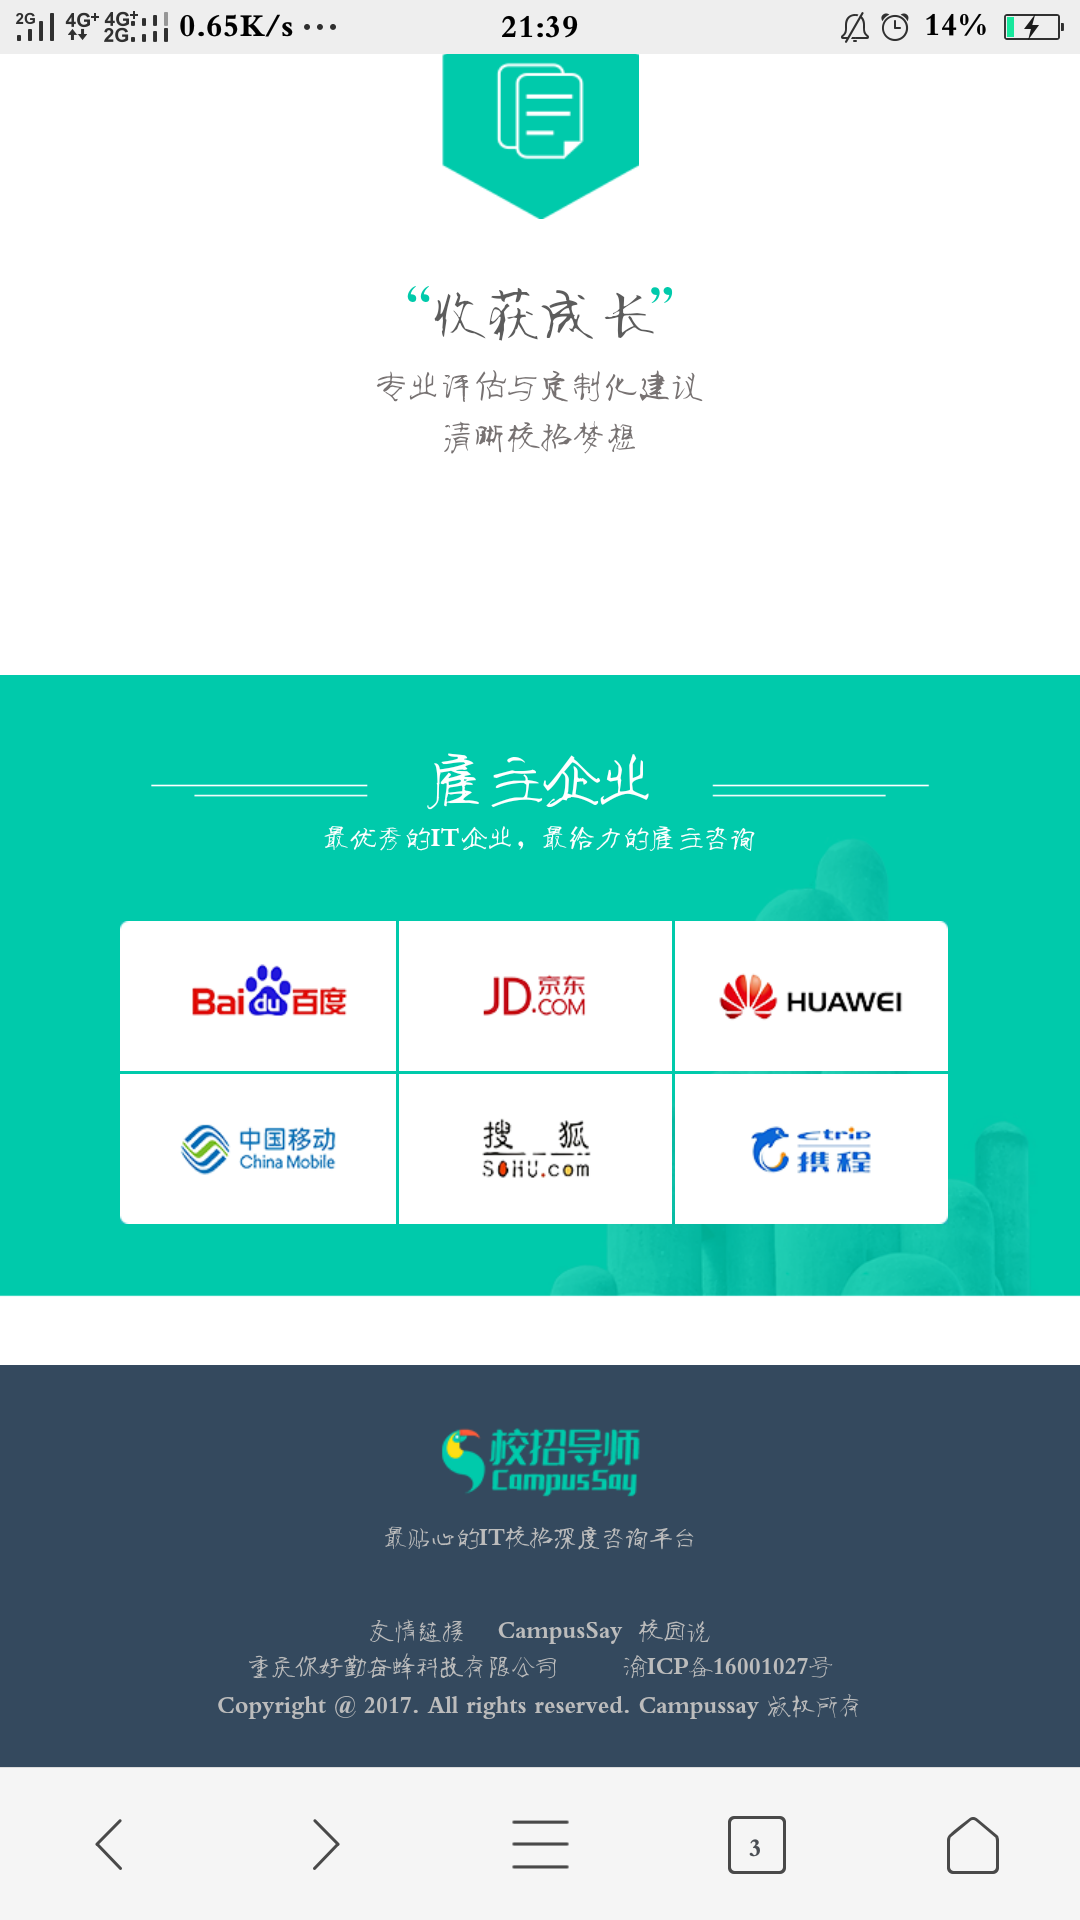 2G 4G+ 4G+ 2G 0.65K/s ··· 21:39 14%
“收获成长”
专业评估与定制化建议
清晰校招梦想
雇主企业
最优秀的IT企业，最给力的雇主咨询
Bai du 百度
JD 京东 .COM
HUAWEI
中国移动
China Mobile
搜 狐
SOHU.com
Ctrip
携程
校招导师
CampusSay
最贴心的IT校招深度咨询平台
友情链接 CampusSay 校园说
重庆你好勤奋蜂科技有限公司 渝ICP备16001027号
Copyright @ 2017. All rights reserved. Campussay 版权所有
3